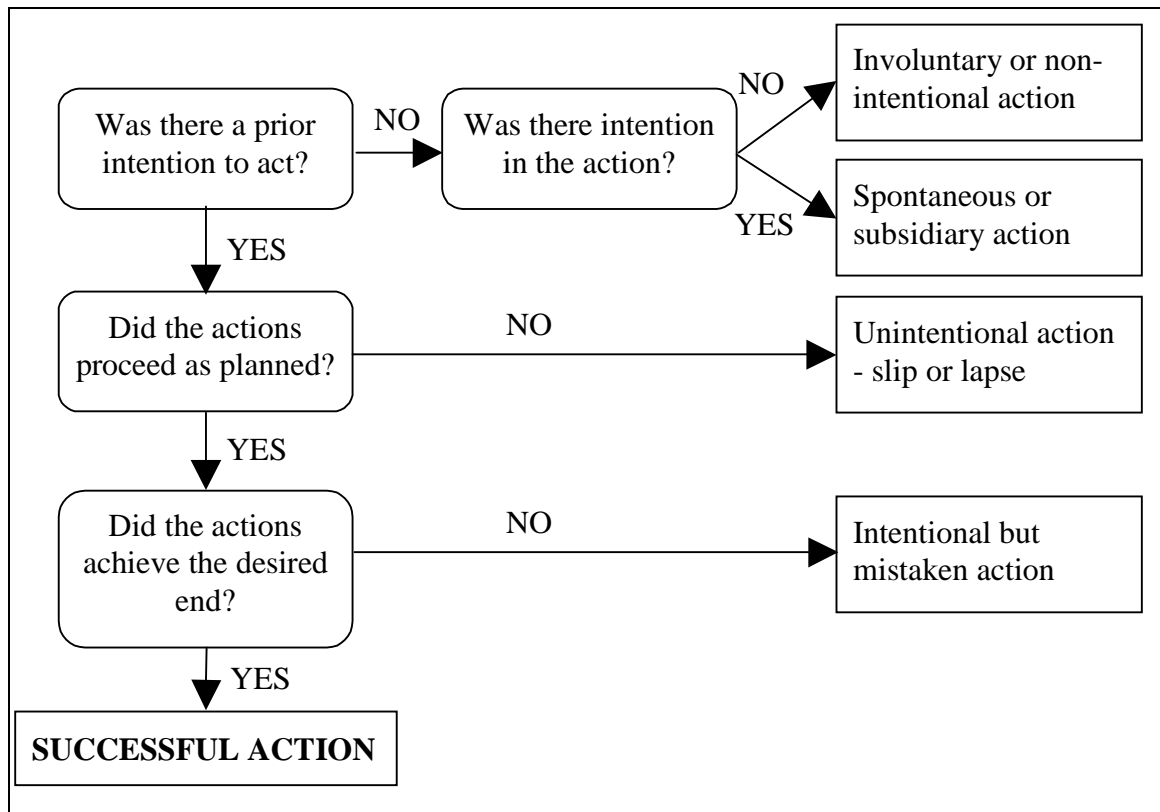 Was there a prior
intention to act?
NO
Was there intention
in the action?
NO
Involuntary or non-
intentional action
YES
Spontaneous or
subsidiary action
YES
Did the actions
proceed as planned?
NO
Unintentional action
- slip or lapse
YES
Did the actions
achieve the desired
end?
NO
Intentional but
mistaken action
YES
SUCCESSFUL ACTION